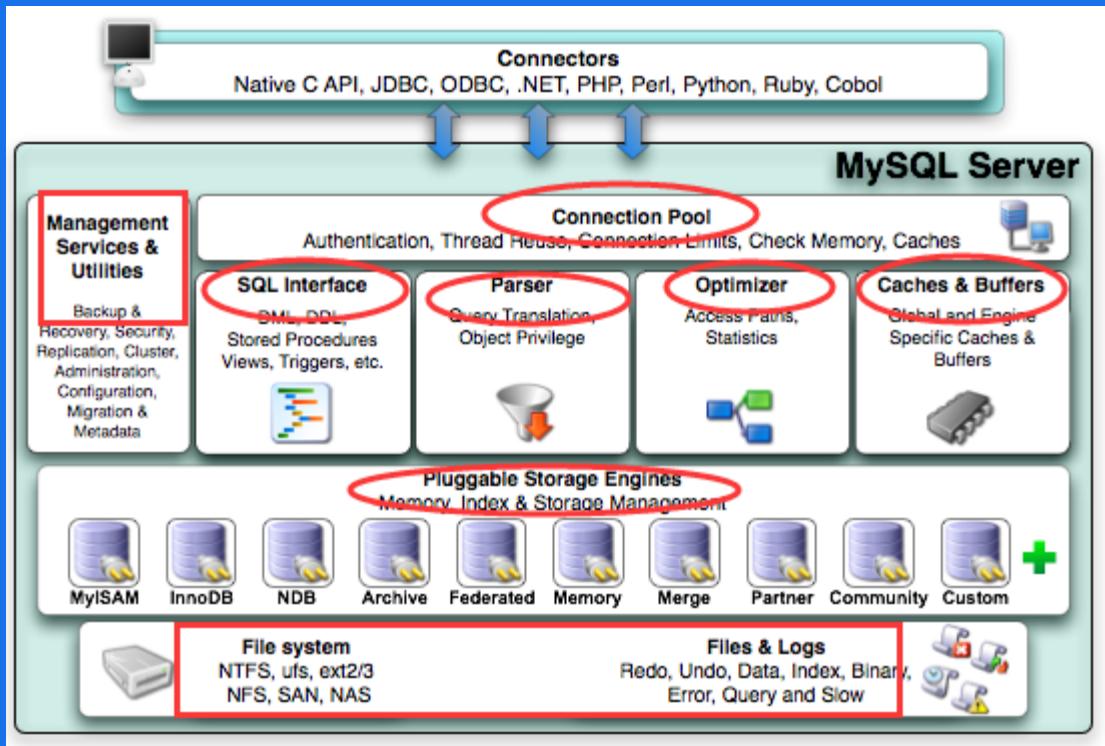 Connectors
Native C API, JDBC, ODBC, .NET, PHP, Perl, Python, Ruby, Cobol
MySQL Server
Management
Services &
Utilities
Backup &
Recovery, Security,
Replication, Cluster,
Administration,
Configuration,
Migration &
Metadata
Connection Pool
Authentication, Thread Reuse, Connection Limits, Check Memory, Caches
SQL Interface
DML, DDL,
Stored Procedures
Views, Triggers, etc.
Parser
Query Translation,
Object Privilege
Optimizer
Access Paths,
Statistics
Caches & Buffers
Global and Engine
Specific Caches &
Buffers
Pluggable Storage Engines
Memory, Index & Storage Management
MyISAM InnoDB NDB Archive Federated Memory Merge Partner Community Custom
File system
NTFS, ufs, ext2/3
NFS, SAN, NAS
Files & Logs
Redo, Undo, Data, Index, Binary,
Error, Query and Slow